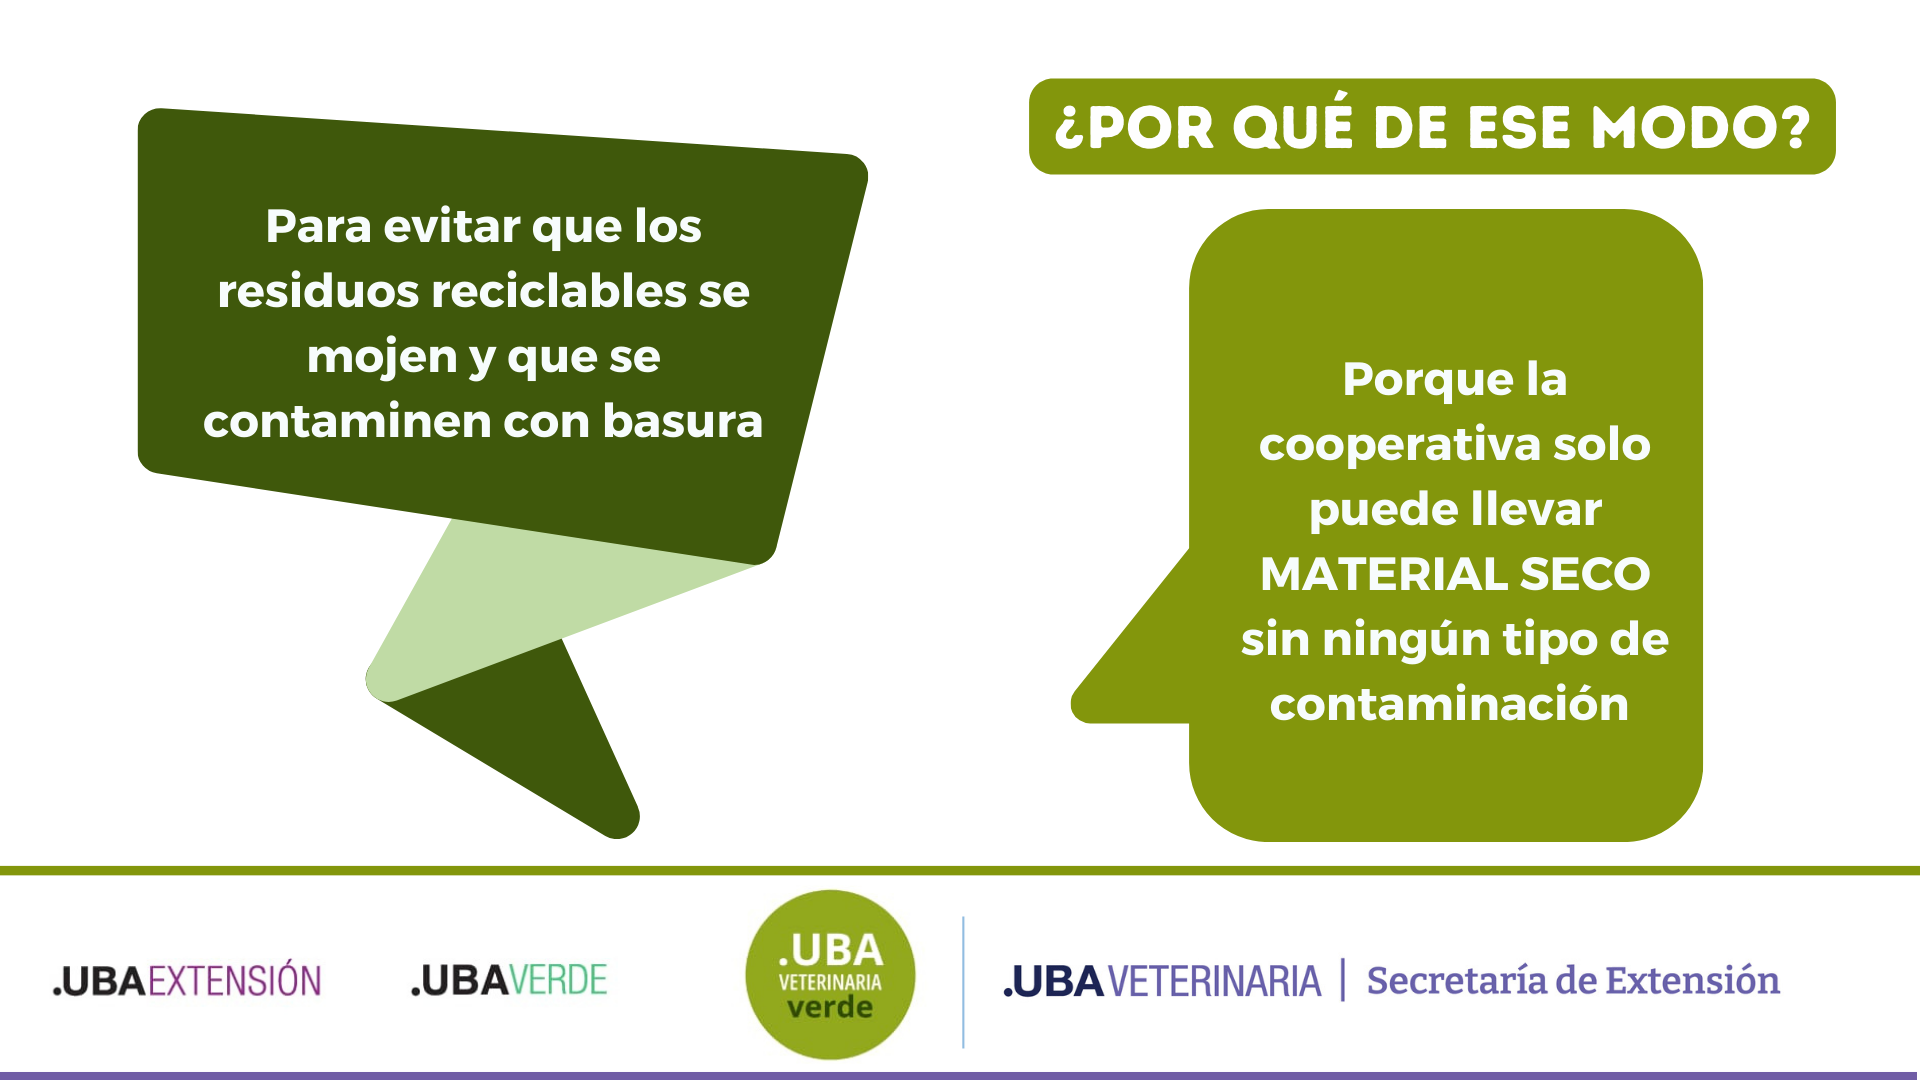 ¿POR QUÉ DE ESE MODO?
Para evitar que los
residuos reciclables se
mojen y que se
contaminen con basura
Porque la
cooperativa solo
puede llevar
MATERIAL SECO
sin ningún tipo de
contaminación
.UBAEXTENSIÓN
.UBAVERDE
.UBA
VETERINARIA
verde
.UBAVETERINARIA | Secretaría de Extensión